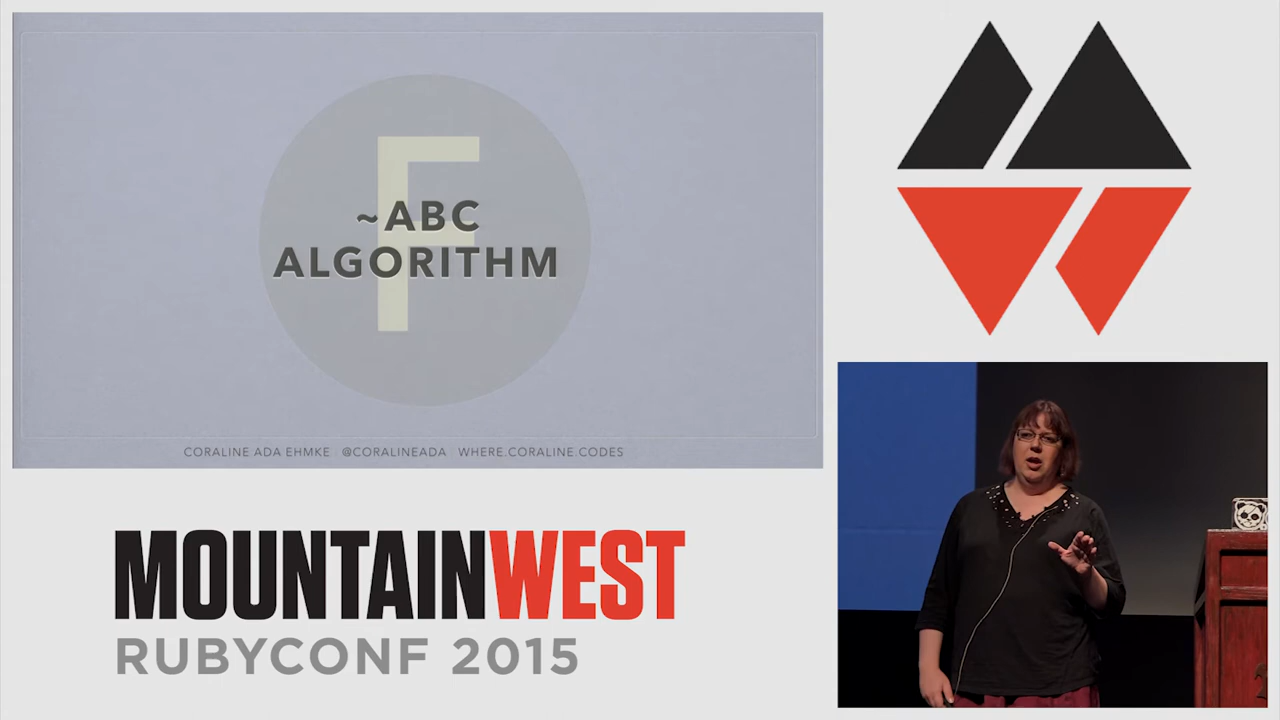 F
~ABC
ALGORITHM
CORALINE ADA EHMKE @CORALINEADA WHERE.CORALINE.CODES
MOUNTAINWEST
RUBYCONF 2015